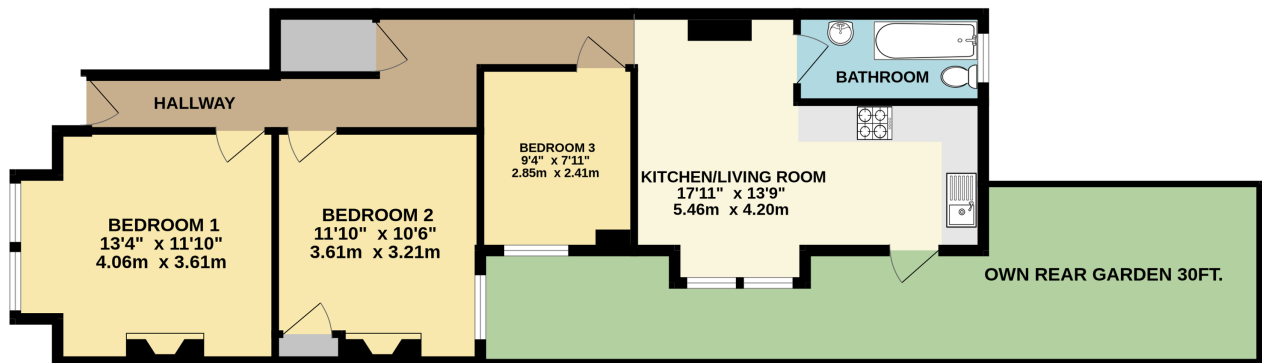 HALLWAY
BATHROOM
BEDROOM 3
9'4" x 7'11"
2.85m x 2.41m
KITCHEN/LIVING ROOM
17'11" x 13'9"
5.46m x 4.20m
BEDROOM 1
13'4" x 11'10"
4.06m x 3.61m
BEDROOM 2
11'10" x 10'6"
3.61m x 3.21m
OWN REAR GARDEN 30FT.